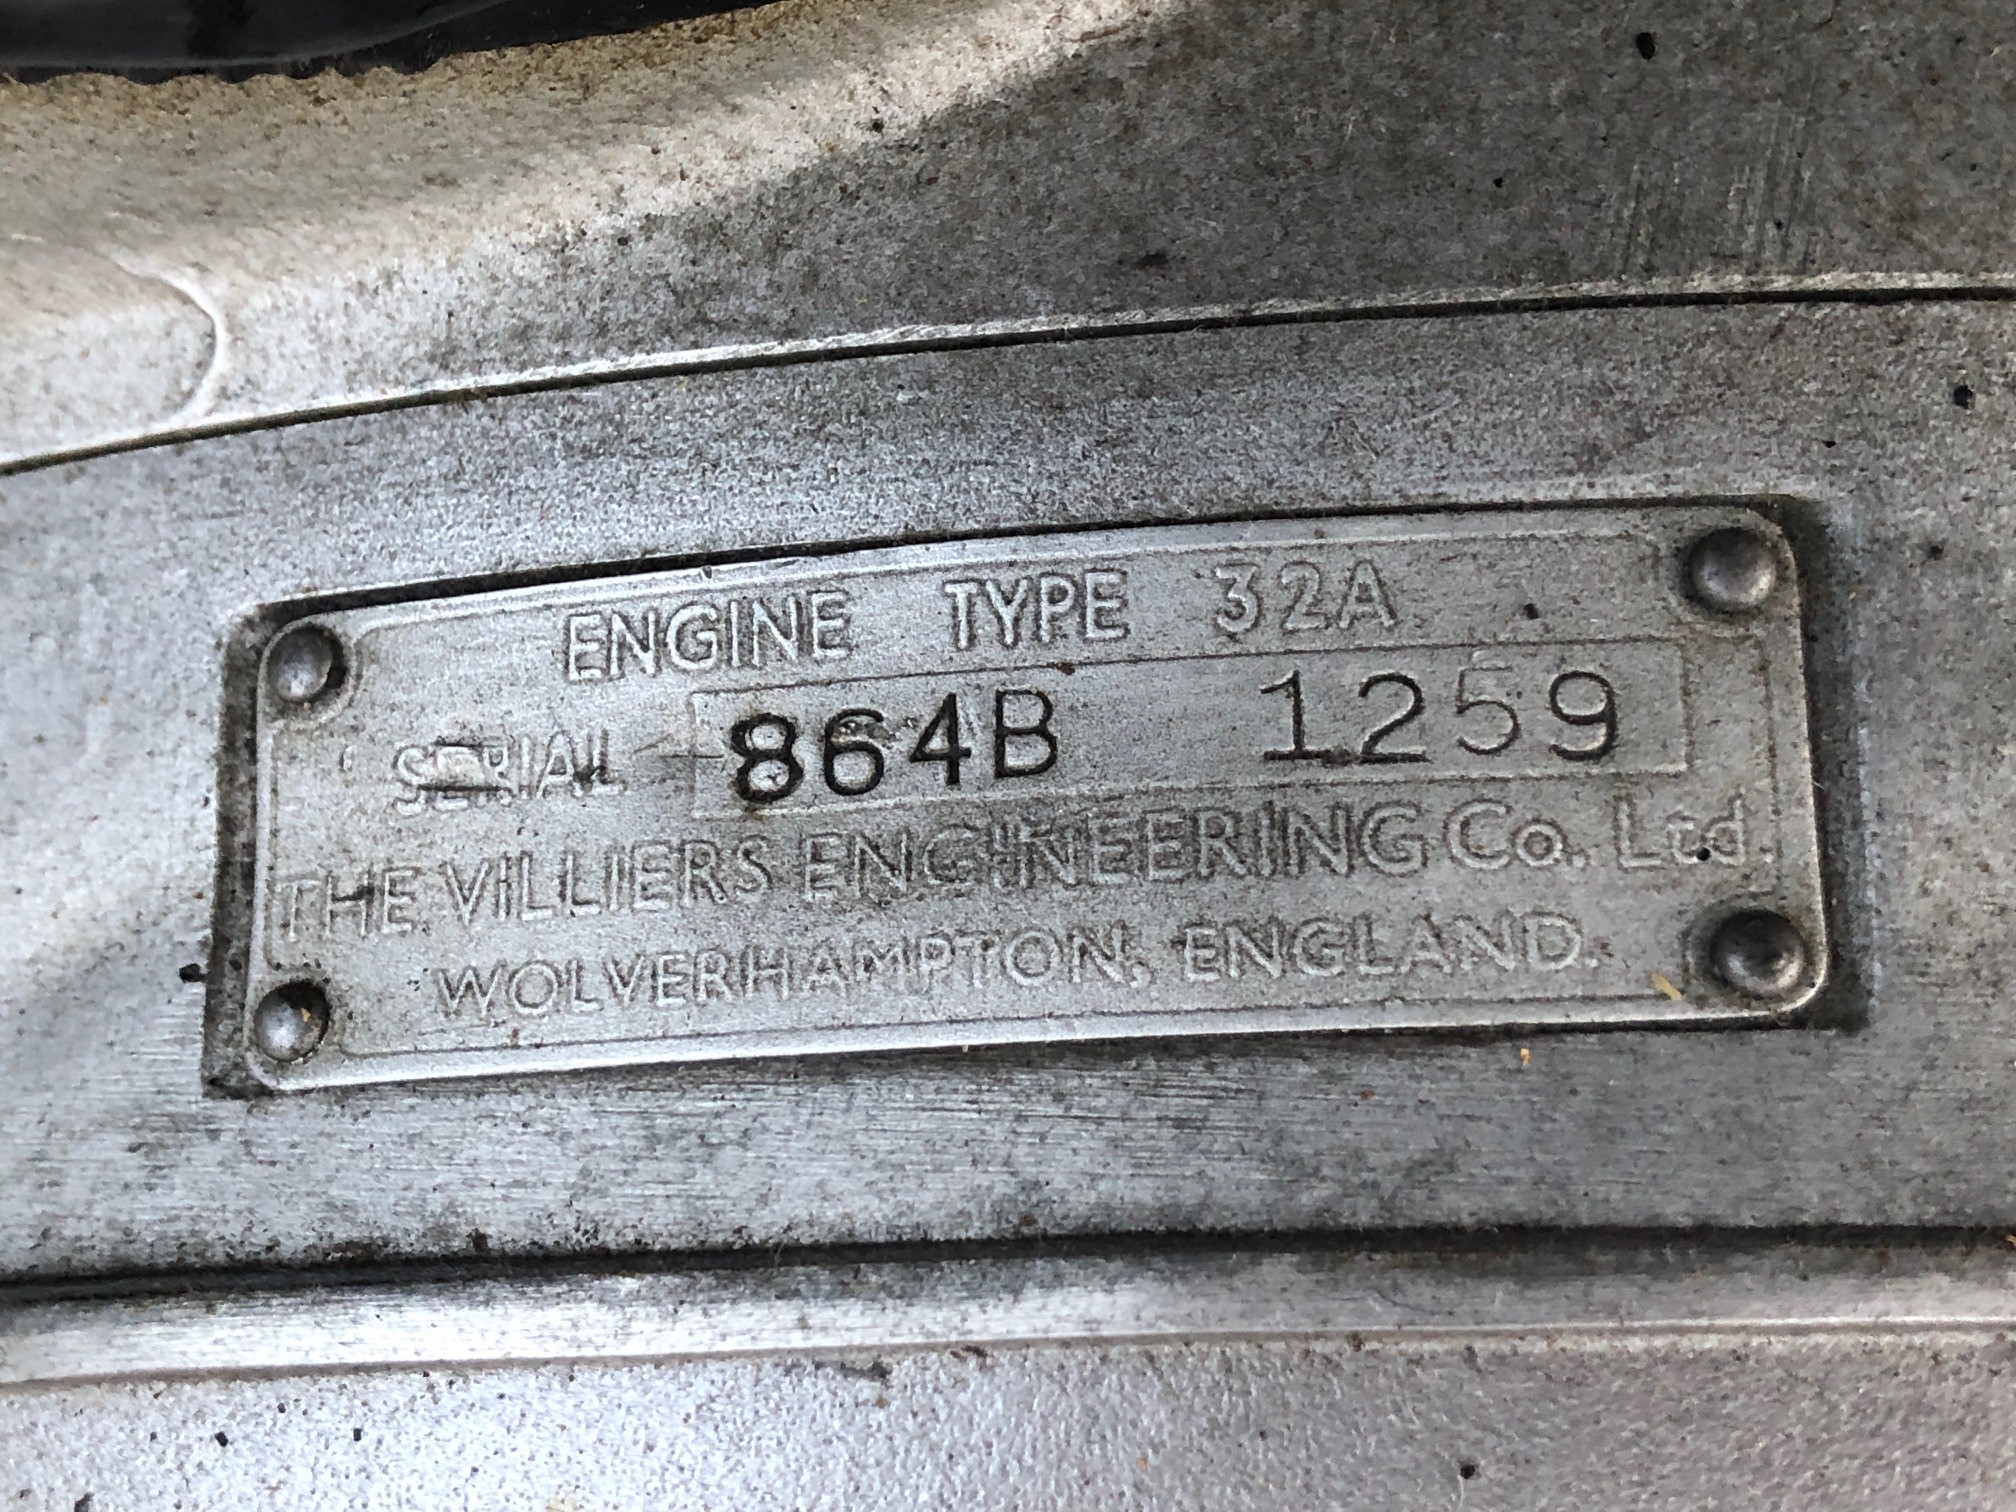 ENGINE TYPE 32A
SERIAL 864B 1259
THE VILLIERS ENGINEERING Co. Ltd.
WOLVERHAMPTON, ENGLAND.